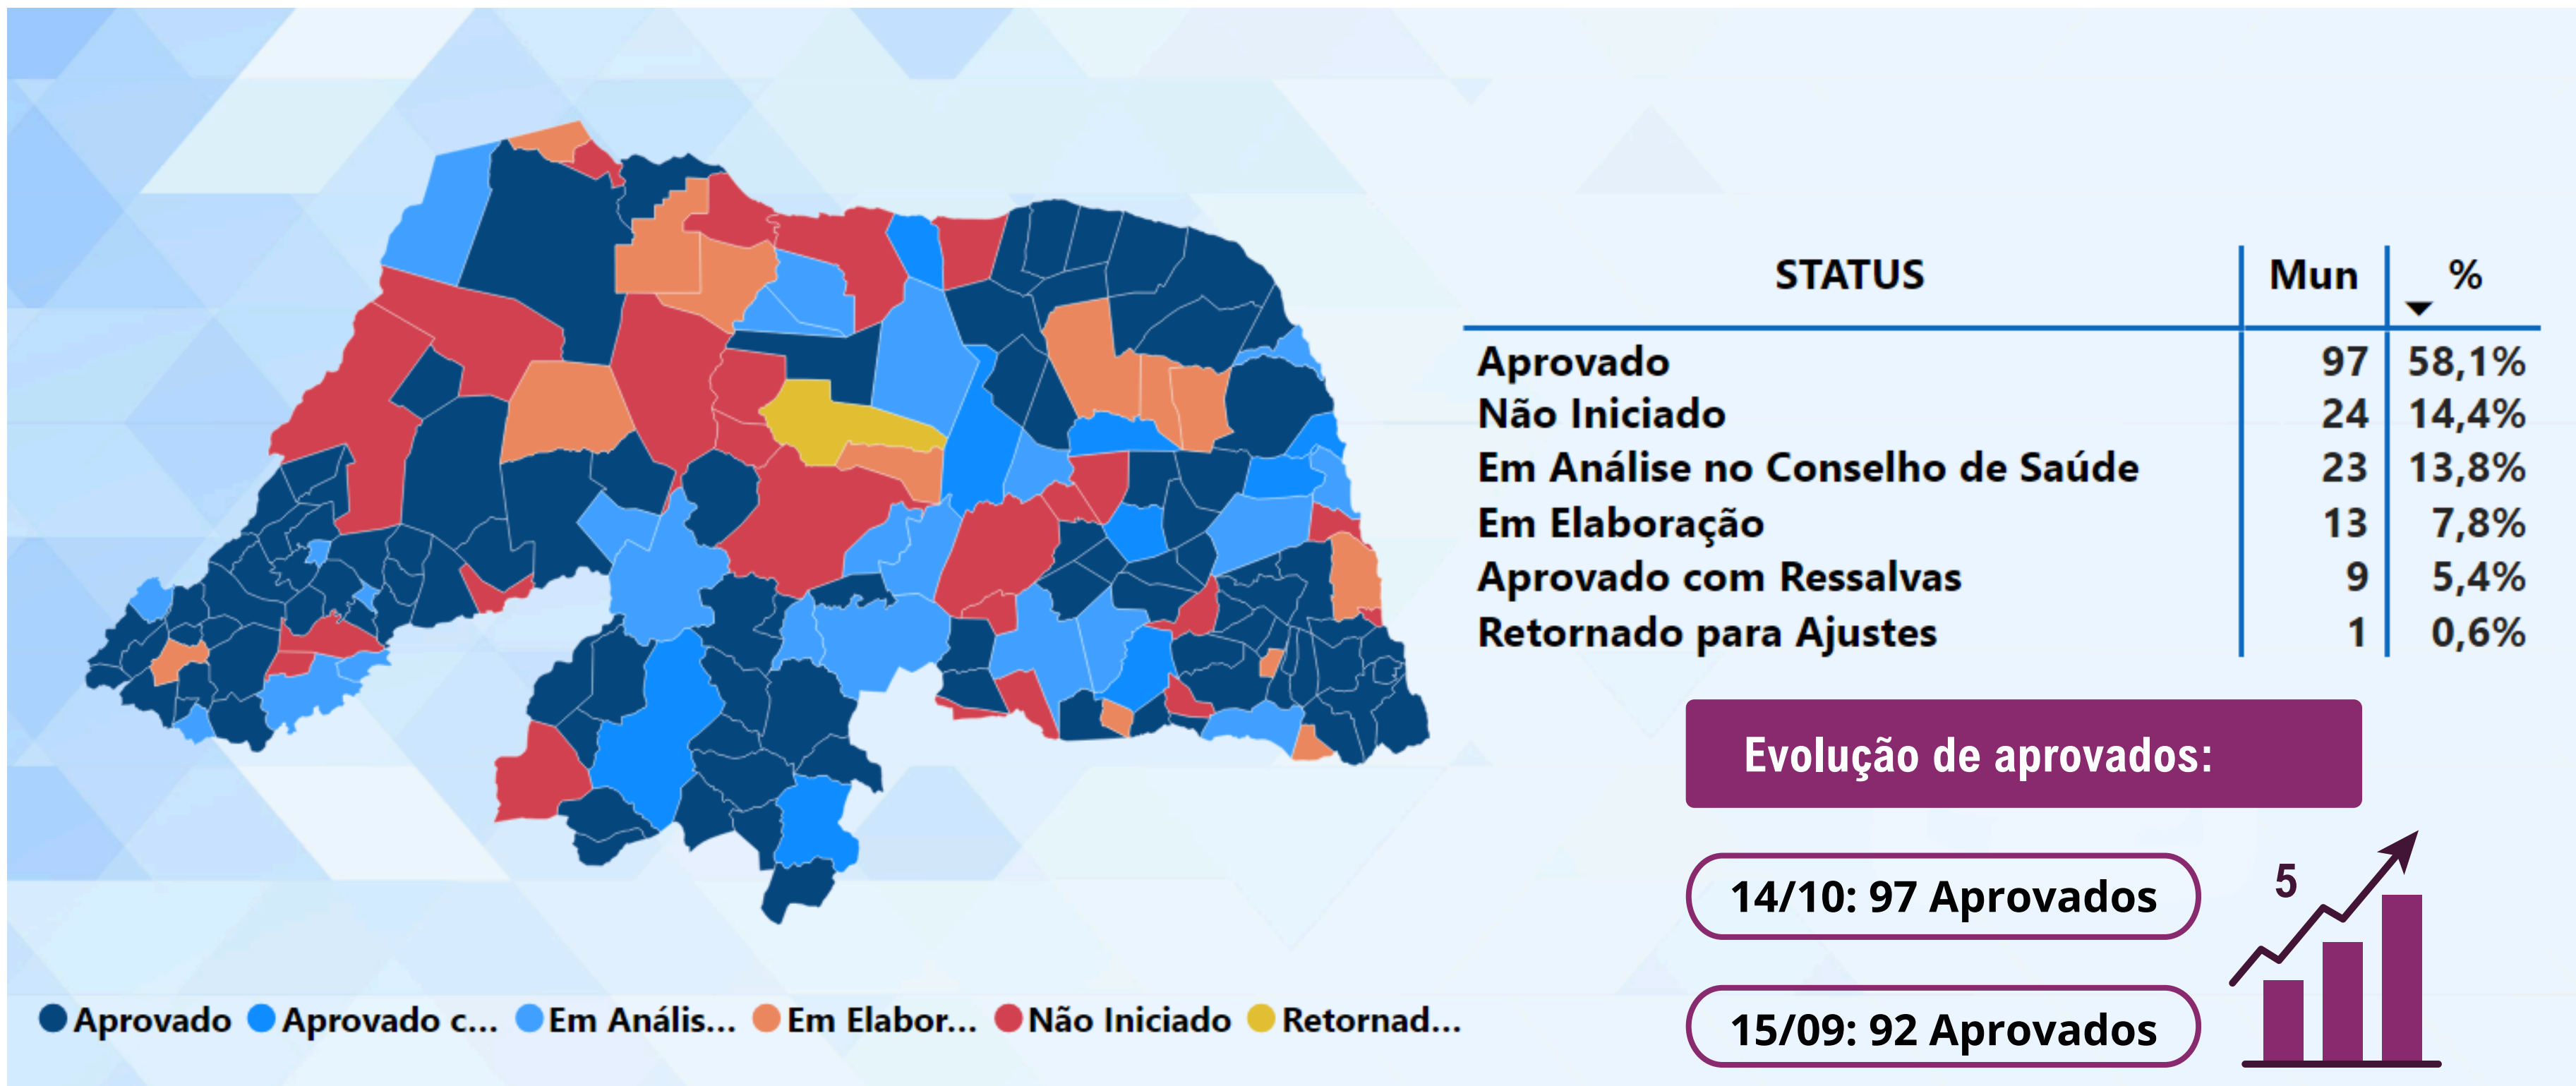 STATUS Mun %
Aprovado 97 58,1%
Não Iniciado 24 14,4%
Em Análise no Conselho de Saúde 23 13,8%
Em Elaboração 13 7,8%
Aprovado com Ressalvas 9 5,4%
Retornado para Ajustes 1 0,6%
Evolução de aprovados:
14/10: 97 Aprovados
5
15/09: 92 Aprovados
Aprovado Aprovado c... Em Anális... Em Elabor... Não Iniciado Retornad...